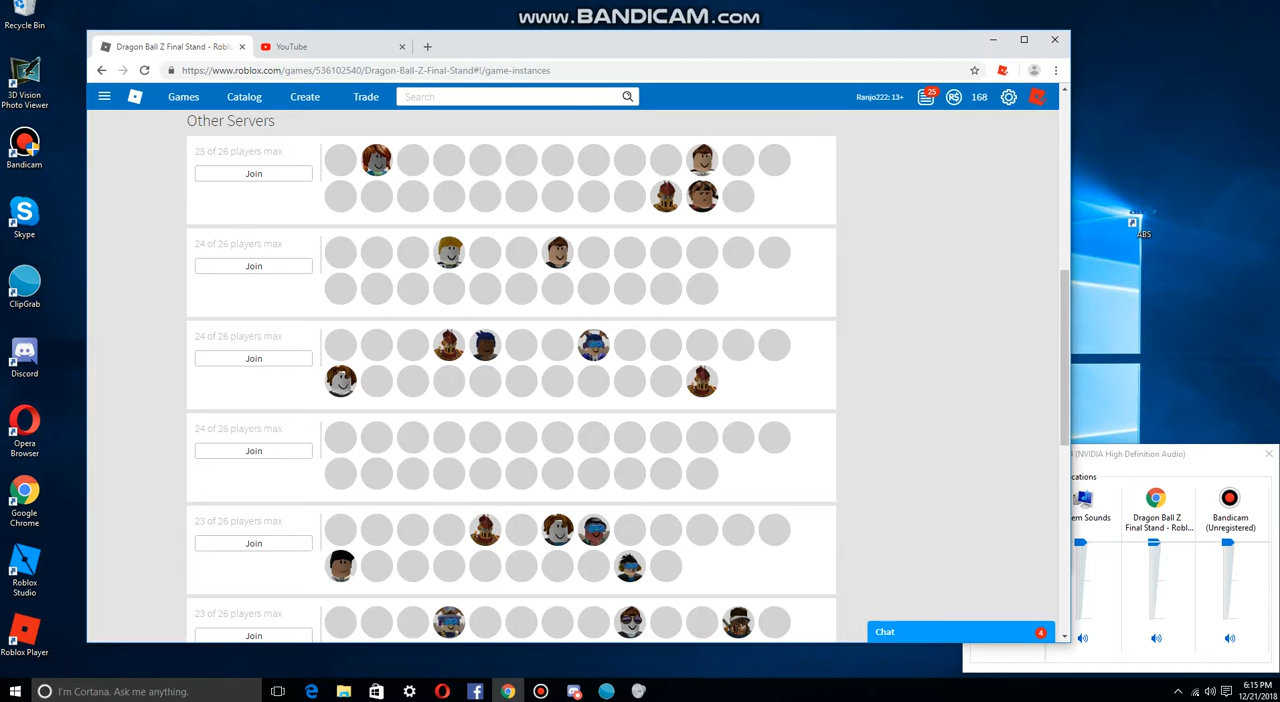 www.BANDICAM.com
Recycle Bin
3D Vision
Photo Viewer
Bandicam
Skype
ClipGrab
Discord
Opera
Browser
Google
Chrome
Roblox
Studio
Roblox Player
Dragon Ball Z Final Stand - Roblo
YouTube
https://www.roblox.com/games/536102540/Dragon-Ball-Z-Final-Stand#!/game-instances
Games
Catalog
Create
Trade
Search
Ranjo222: 13+
25
168
Other Servers
25 of 26 players max
Join
24 of 26 players max
Join
24 of 26 players max
Join
24 of 26 players max
Join
23 of 26 players max
Join
23 of 26 players max
Join
Chat
4
ABS
(NVIDIA High Definition Audio)
cations
em Sounds
Dragon Ball Z
Final Stand - Robl...
Bandicam
(Unregistered)
I'm Cortana. Ask me anything.
6:15 PM
12/21/2018